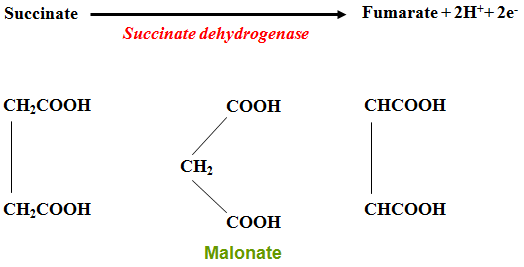 Succinate Fumarate + 2H⁺+ 2e⁻
Succinate dehydrogenase
CH₂COOH COOH CHCOOH
CH₂
CH₂COOH COOH CHCOOH
Malonate